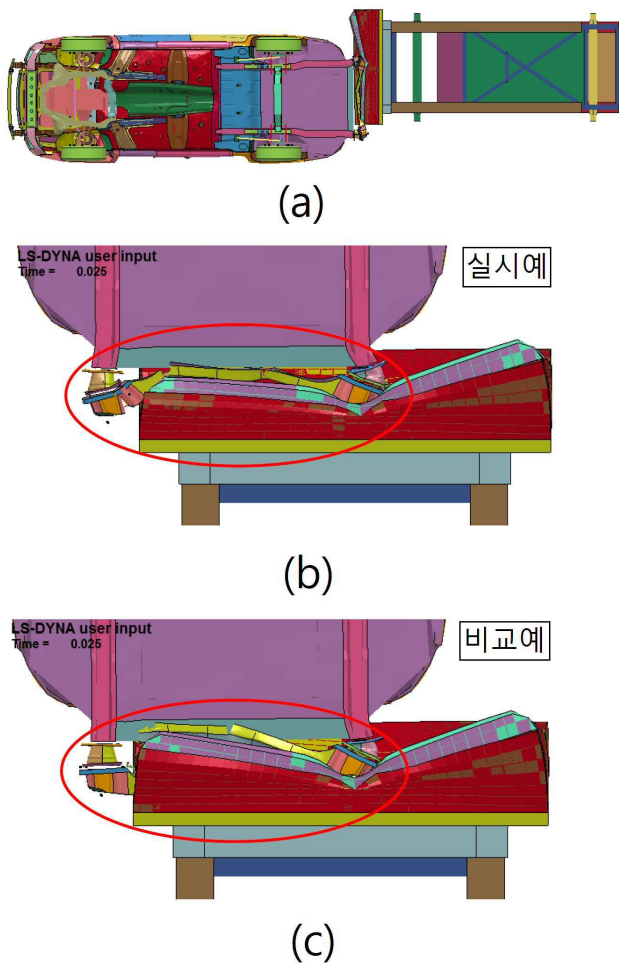 (a)
LS-DYNA user input
Time = 0.025
실시예
(b)
LS-DYNA user input
Time = 0.025
비교예
(c)